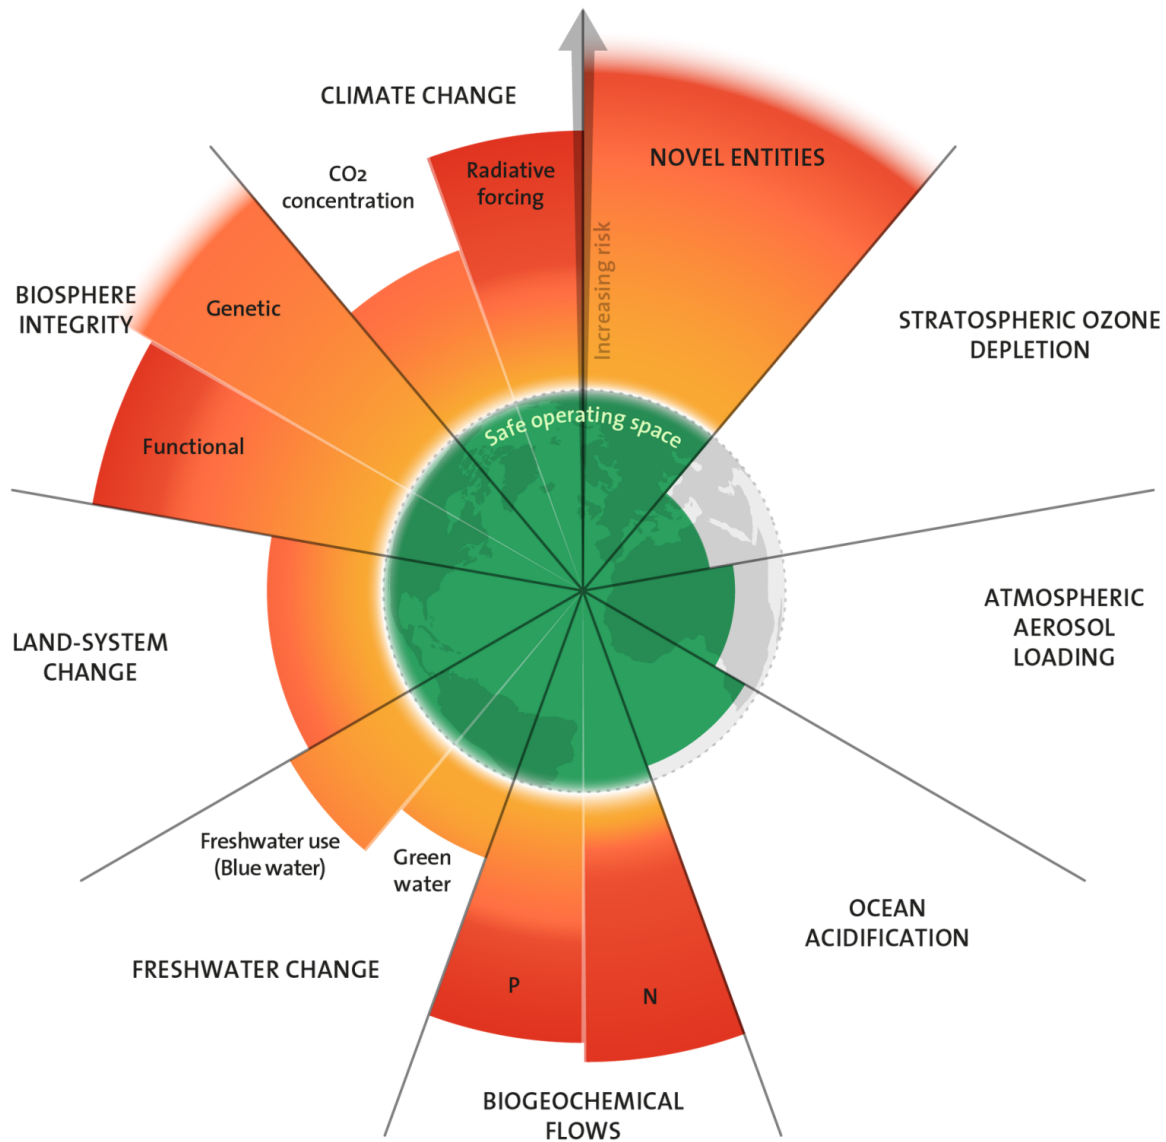 CLIMATE CHANGE
CO2
concentration
Radiative
forcing
NOVEL ENTITIES
Increasing risk
STRATOSPHERIC OZONE
DEPLETION
BIOSPHERE
INTEGRITY
Genetic
Functional
Safe operating space
ATMOSPHERIC
AEROSOL
LOADING
LAND-SYSTEM
CHANGE
Freshwater use
(Blue water)
Green
water
FRESHWATER CHANGE
P
N
OCEAN
ACIDIFICATION
BIOGEOCHEMICAL
FLOWS